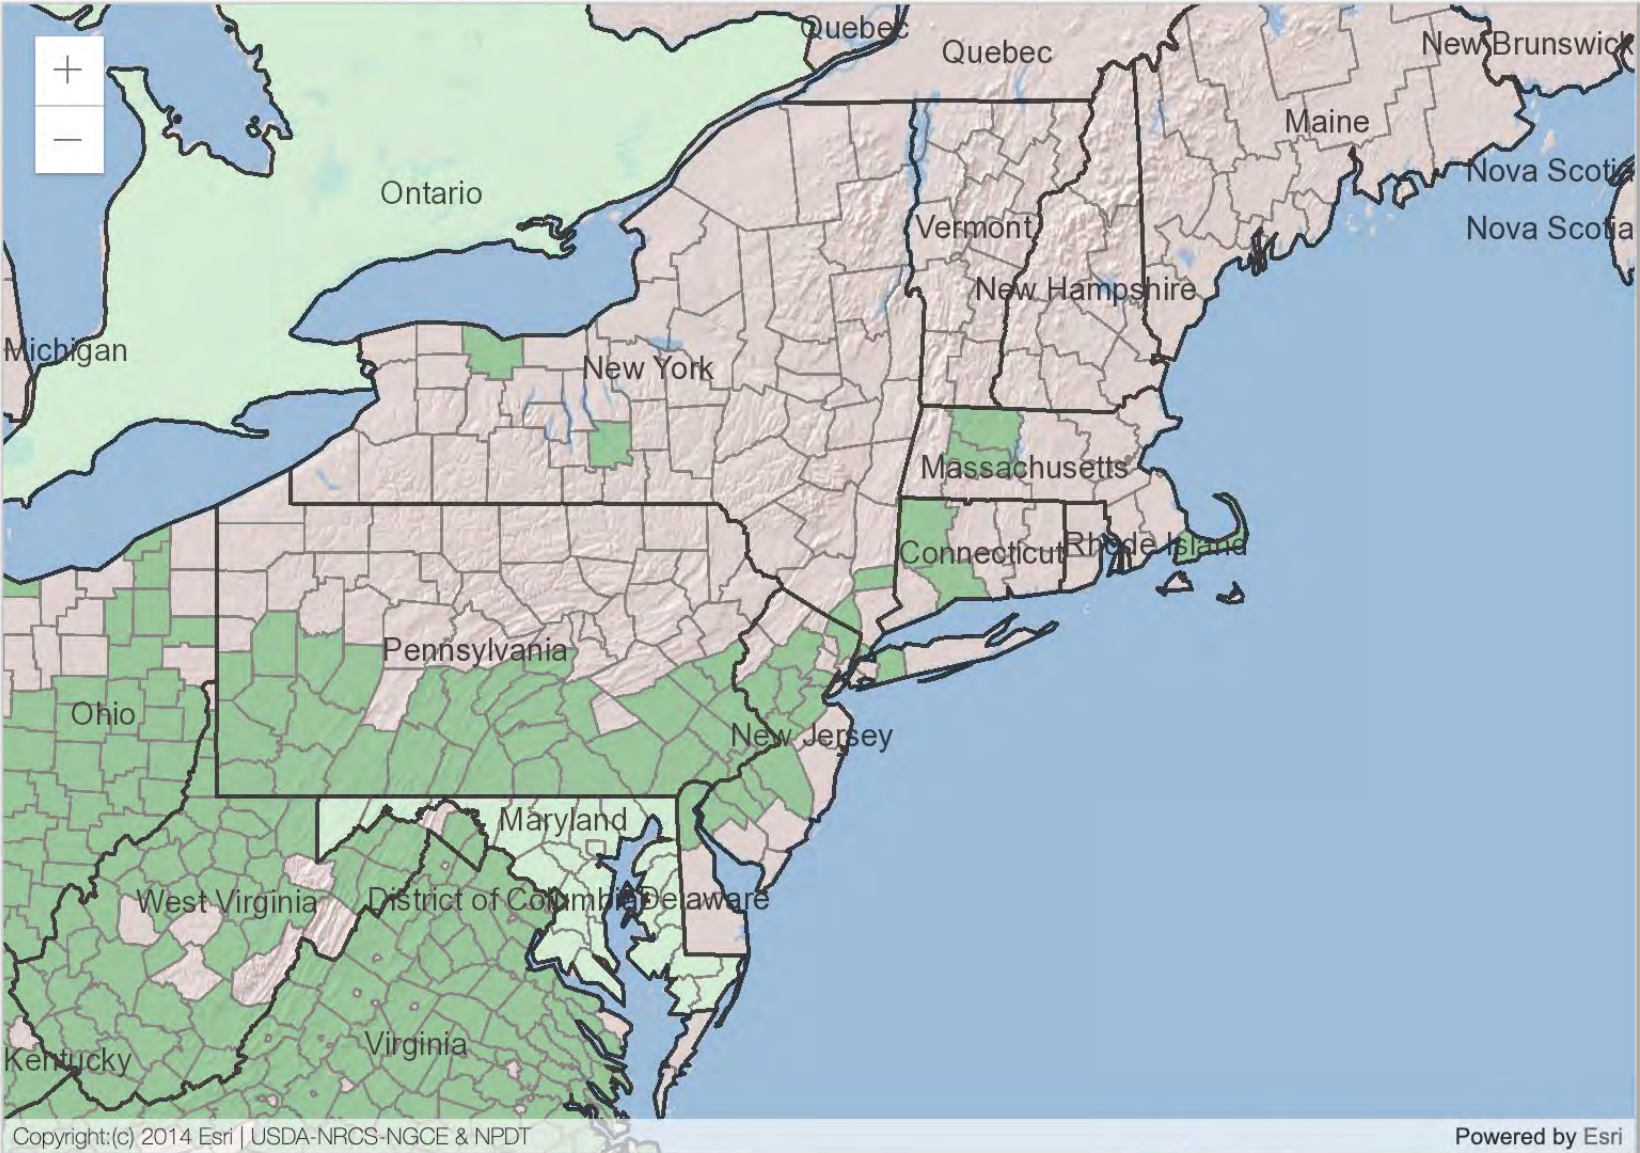 Quebec
Quebec
New Brunswick
+
Maine
−
Nova Scotia
Ontario
Vermont
Nova Scotia
New Hampshire
Michigan
New York
Massachusetts
Connecticut
Rhode Island
Pennsylvania
Ohio
New Jersey
Maryland
West Virginia
District of Columbia
Delaware
Virginia
Kentucky
Copyright:(c) 2014 Esri | USDA-NRCS-NGCE & NPDT
Powered by Esri